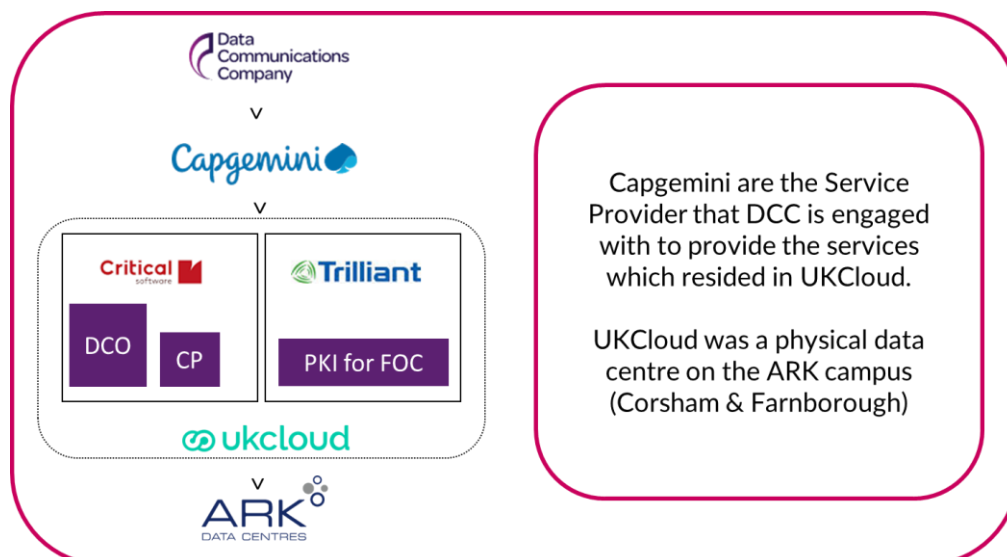 Data
Communications
Company
v
Capgemini
v
Critical
software
DCO
CP
Trilliant
PKI for FOC
ukcloud
v
ARK
DATA CENTRES
Capgemini are the Service
Provider that DCC is engaged
with to provide the services
which resided in UKCloud.
UKCloud was a physical data
centre on the ARK campus
(Corsham & Farnborough)